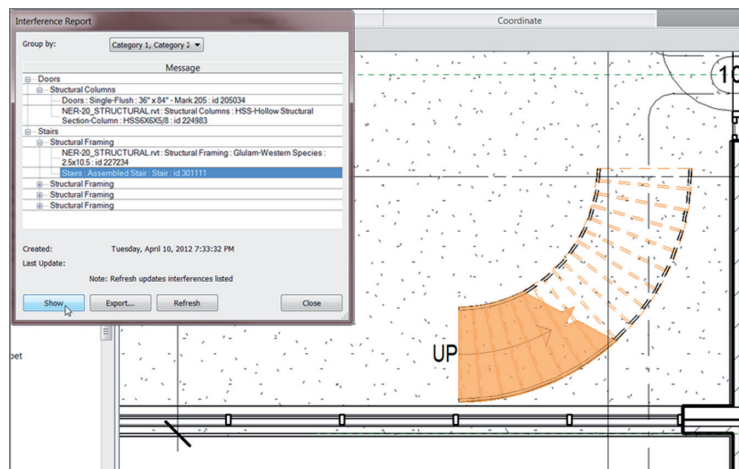 Interference Report
Coordinate
Group by:
Category 1, Category 2
Message
Doors
Structural Columns
Doors : Single-Flush : 36" x 84" - Mark 205 : id 205034
NER-20_STRUCTURAL.rvt : Structural Columns : HSS-Hollow Structural
Section-Column : HSS6X6X5/8 : id 224983
Stairs
Structural Framing
NER-20_STRUCTURAL.rvt : Structural Framing : Glulam-Western Species :
2.5x10.5 : id 227234
Stairs : Assembled Stair : Stair : id 301111
Structural Framing
Structural Framing
Structural Framing
Created: Tuesday, April 10, 2012 7:33:32 PM
Last Update:
Note: Refresh updates interferences listed
Show
Export...
Refresh
Close
10
UP
pet